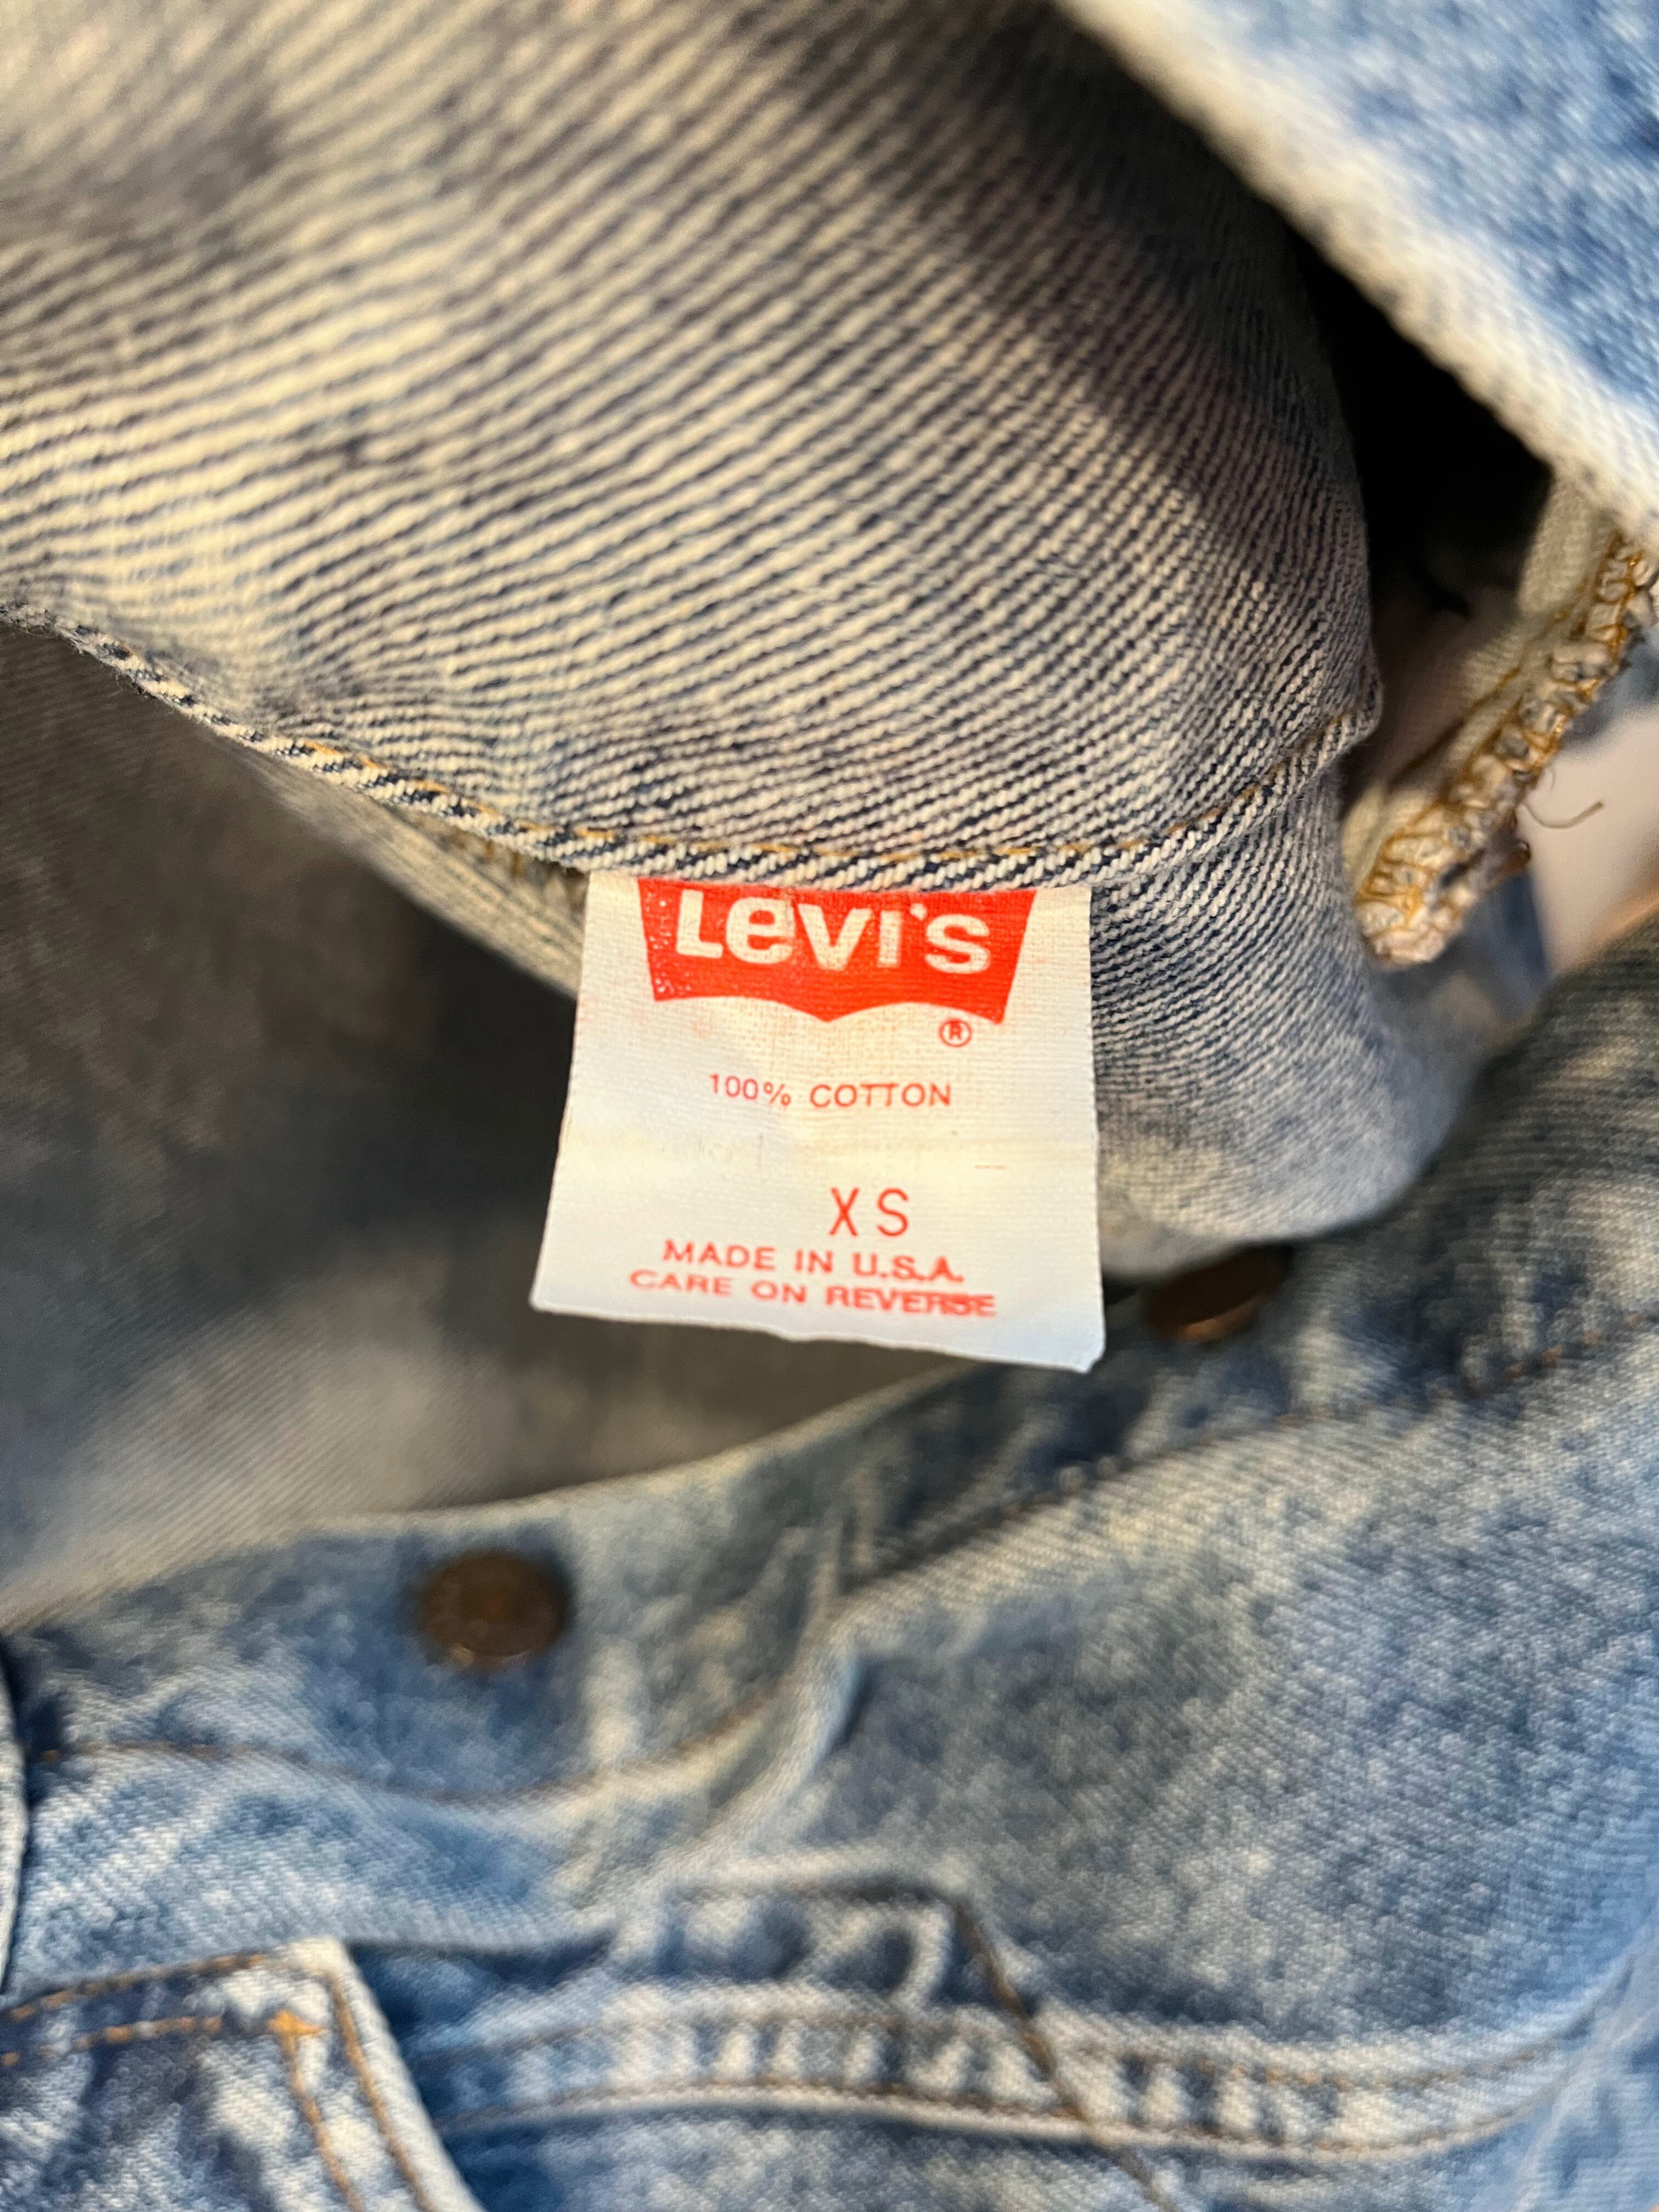 Levi's
®
100% COTTON
XS
MADE IN U.S.A.
CARE ON REVERSE